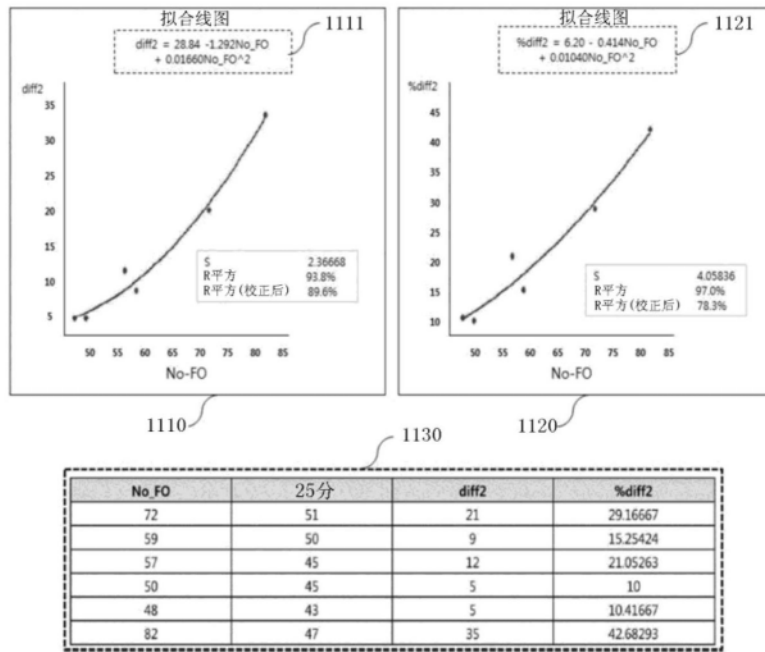 拟合线图
1111
diff2 = 28.84 -1.292No_FO
+ 0.01660No_FO^2
diff2
35
30
25
20
15
10
5
S 2.36668
R平方 93.8%
R平方(校正后) 89.6%
50 55 60 65 70 75 80 85
No-FO
1110
拟合线图
1121
%diff2 = 6.20 - 0.414No_FO
+ 0.01040No_FO^2
%diff2
45
40
35
30
25
20
15
10
S 4.05836
R平方 97.0%
R平方(校正后) 78.3%
50 55 60 65 70 75 80 85
No-FO
1120
1130
No_FO 25分 diff2 %diff2
72 51 21 29.16667
59 50 9 15.25424
57 45 12 21.05263
50 45 5 10
48 43 5 10.41667
82 47 35 42.68293